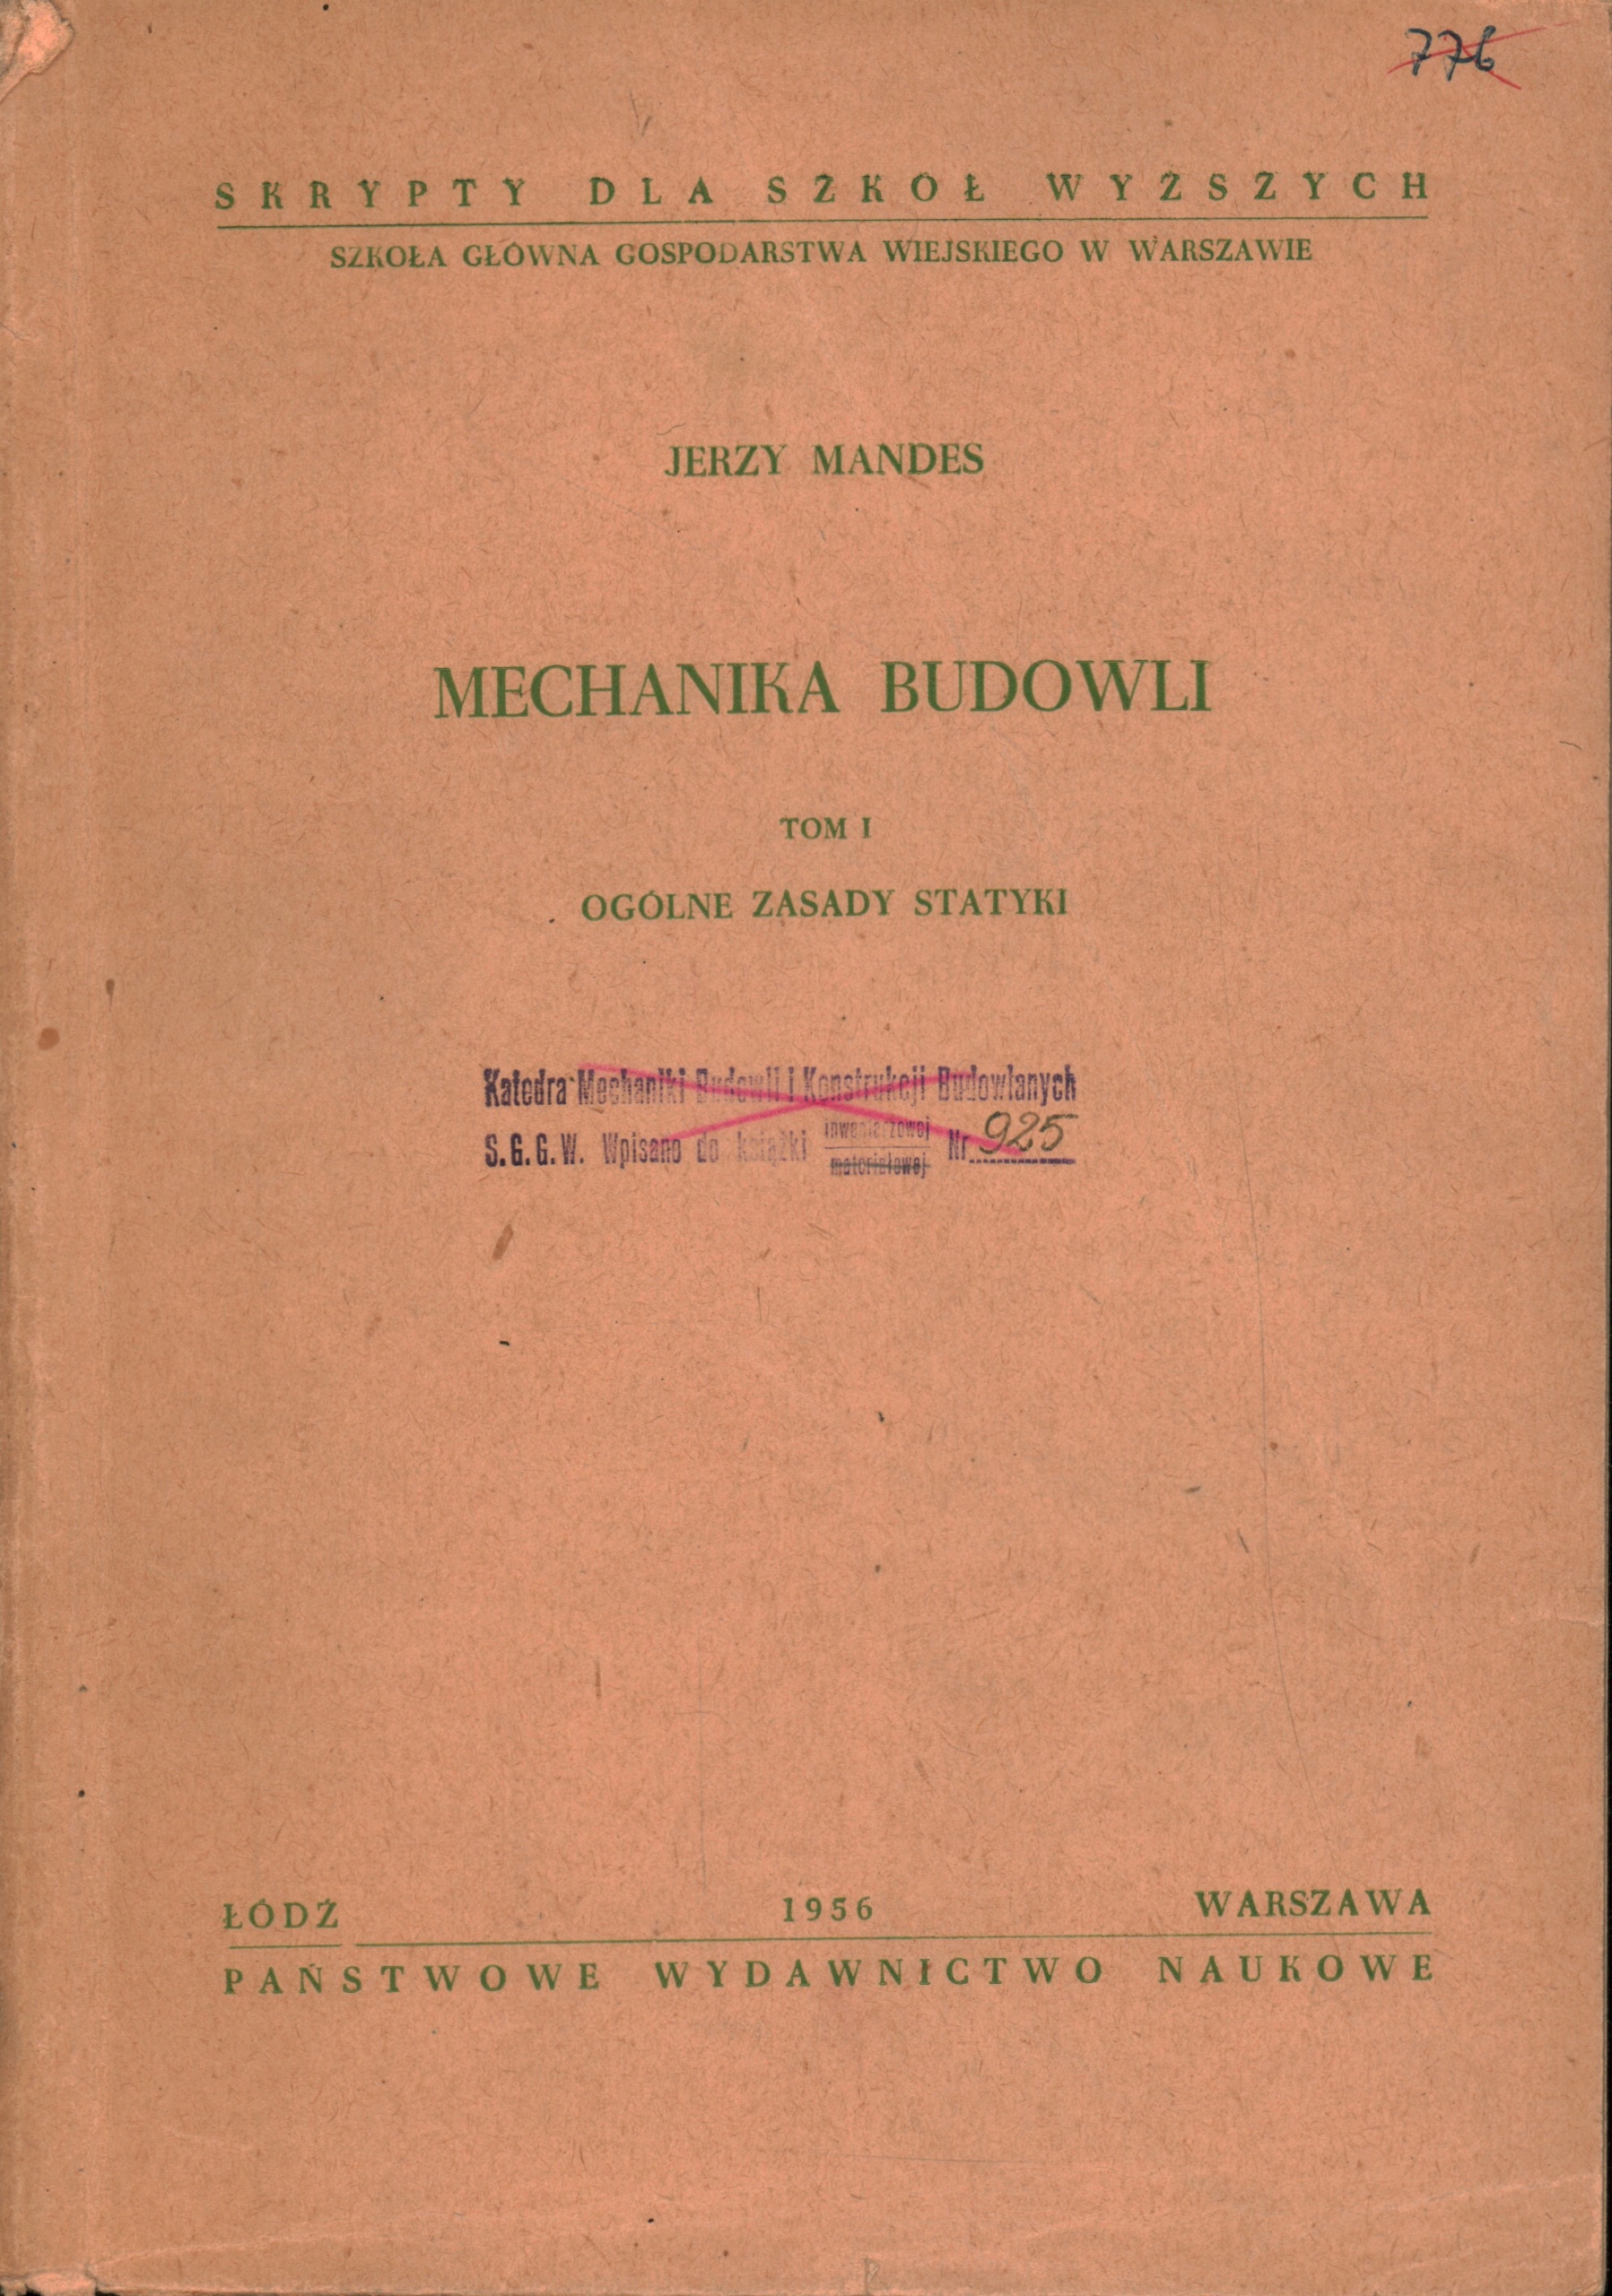 776
SKRYPTY DLA SZKÓŁ WYŻSZYCH
SZKOŁA GŁÓWNA GOSPODARSTWA WIEJSKIEGO W WARSZAWIE
JERZY MANDES
MECHANIKA BUDOWLI
TOM I
OGÓLNE ZASADY STATYKI
Katedra Mechaniki Budowli i Konstrukcji Budowlanych
S.G.G.W. Wpisano do książki inwentarzowej Nr 925
materiałowej
ŁÓDŹ 1956 WARSZAWA
PAŃSTWOWE WYDAWNICTWO NAUKOWE